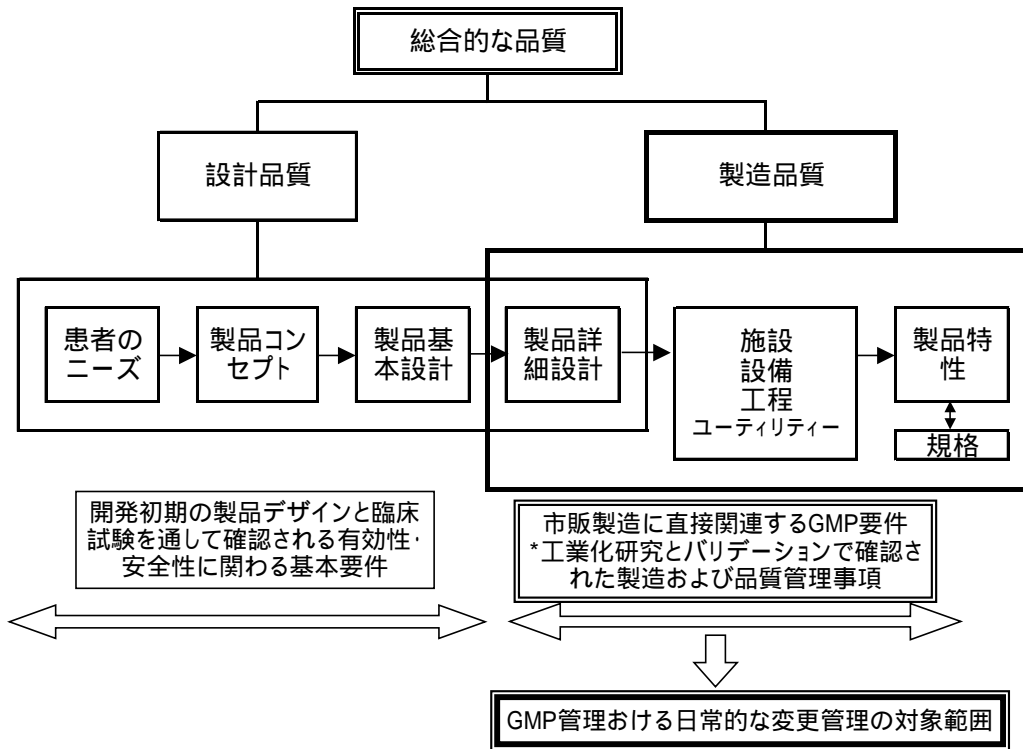 総合的な品質
設計品質
製造品質
患者の
ニーズ
製品コン
セプト
製品基
本設計
製品詳
細設計
施設
設備
工程
ユーティリティー
製品特
性
規格
開発初期の製品デザインと臨床
試験を通して確認される有効性・
安全性に関わる基本要件
市販製造に直接関連するGMP要件
*工業化研究とバリデーションで確認さ
れた製造および品質管理事項
GMP管理おける日常的な変更管理の対象範囲